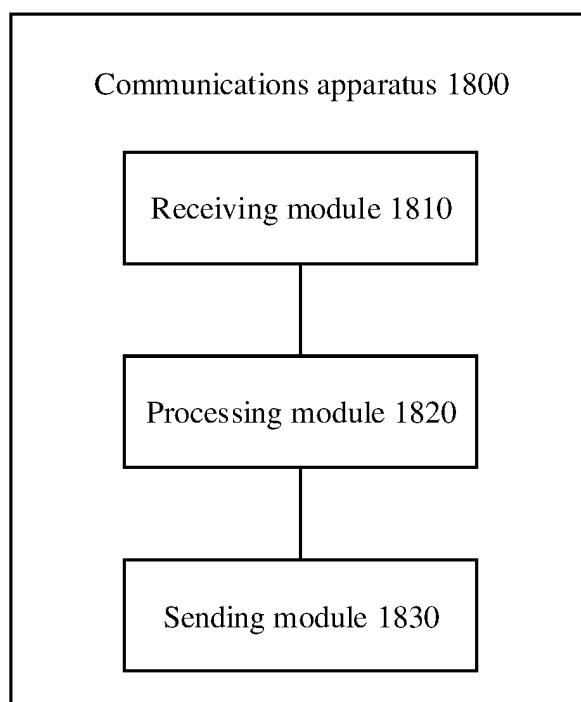 Communications apparatus 1800
Receiving module 1810
Processing module 1820
Sending module 1830